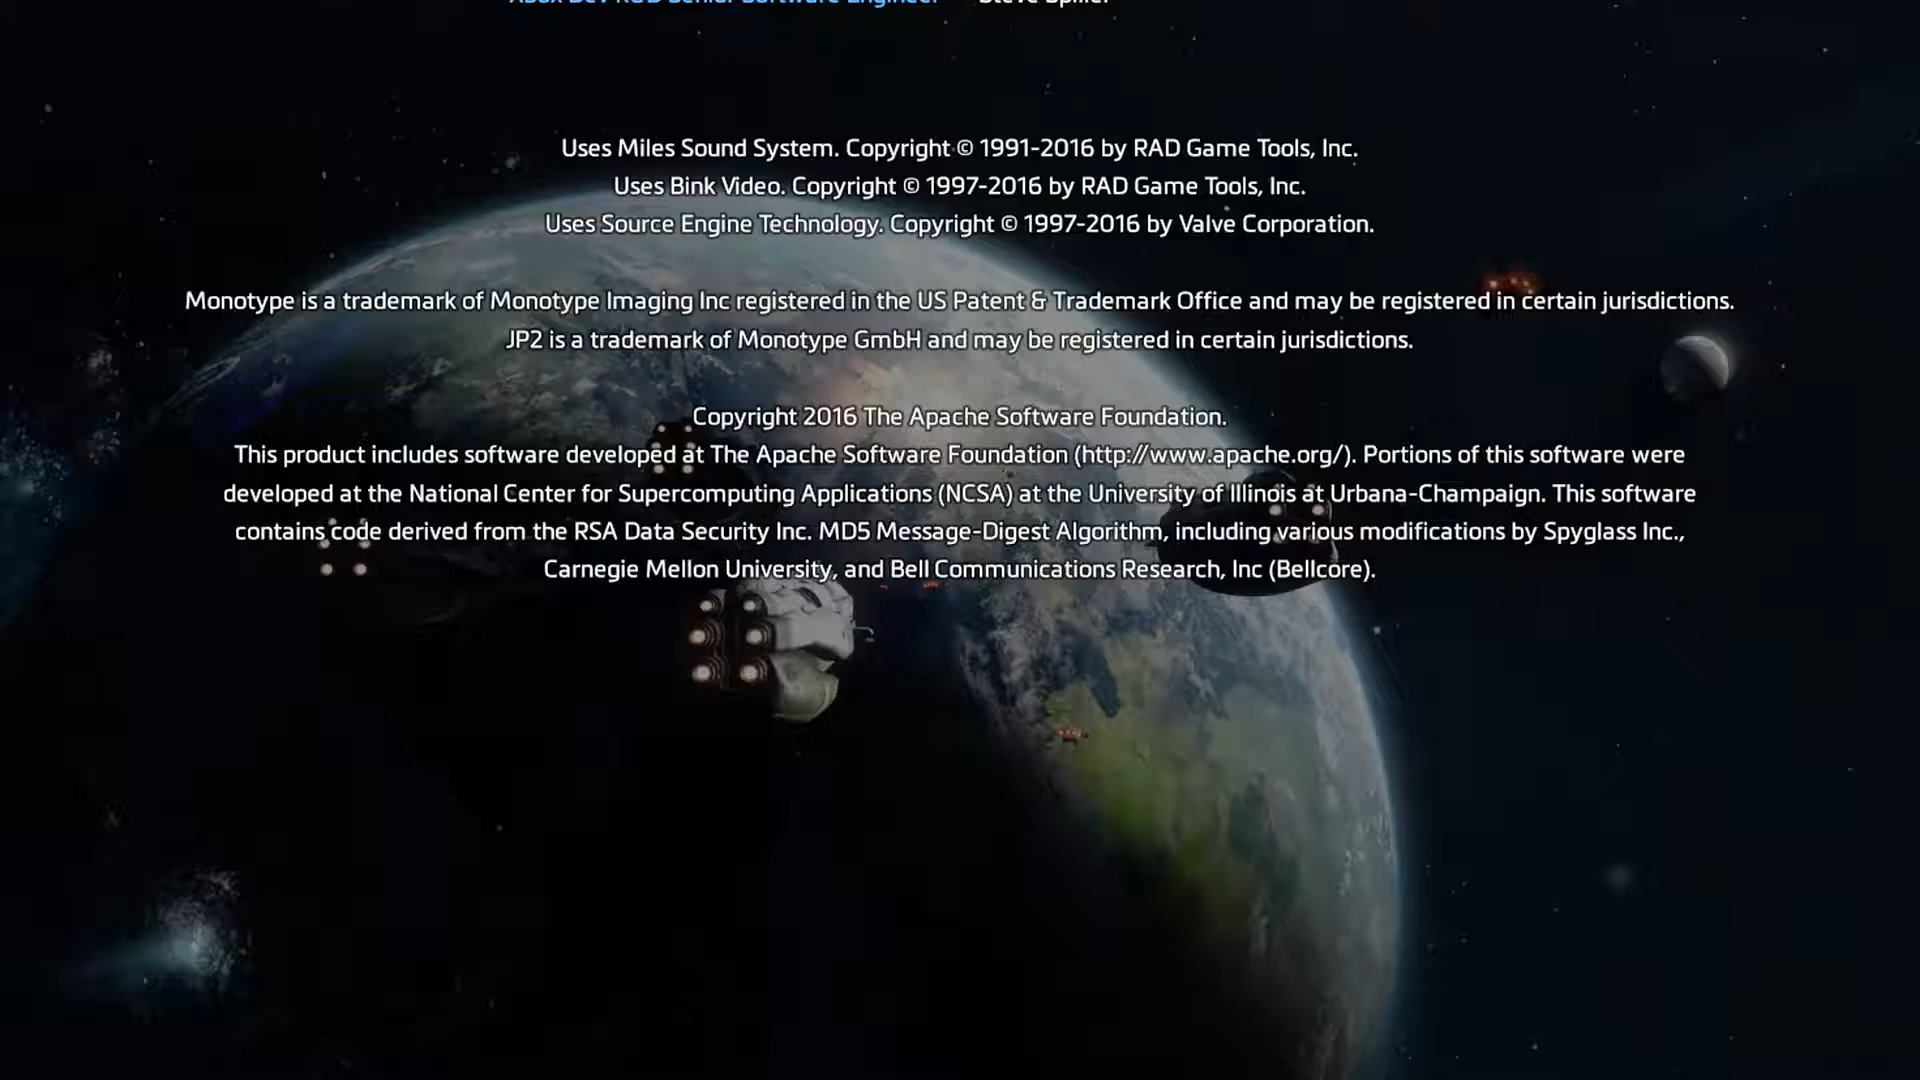 Xbox Dev R&D Senior Software Engineer Steve Spiller
Uses Miles Sound System. Copyright © 1991-2016 by RAD Game Tools, Inc.
Uses Bink Video. Copyright © 1997-2016 by RAD Game Tools, Inc.
Uses Source Engine Technology. Copyright © 1997-2016 by Valve Corporation.
Monotype is a trademark of Monotype Imaging Inc registered in the US Patent & Trademark Office and may be registered in certain jurisdictions.
JP2 is a trademark of Monotype GmbH and may be registered in certain jurisdictions.
Copyright 2016 The Apache Software Foundation.
This product includes software developed at The Apache Software Foundation (http://www.apache.org/). Portions of this software were
developed at the National Center for Supercomputing Applications (NCSA) at the University of Illinois at Urbana-Champaign. This software
contains code derived from the RSA Data Security Inc. MD5 Message-Digest Algorithm, including various modifications by Spyglass Inc.,
Carnegie Mellon University, and Bell Communications Research, Inc (Bellcore).